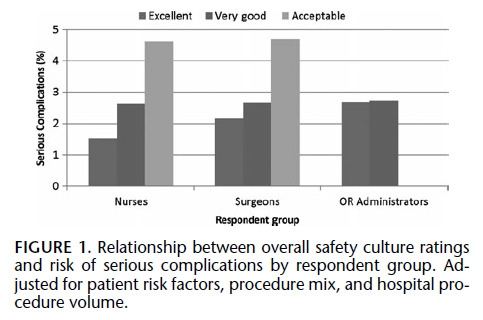 Excellent Very good Acceptable
5
4
3
2
1
0
Serious Complications (%)
Nurses Surgeons OR Administrators
Respondent group
FIGURE 1. Relationship between overall safety culture ratings
and risk of serious complications by respondent group. Ad-
justed for patient risk factors, procedure mix, and hospital pro-
cedure volume.